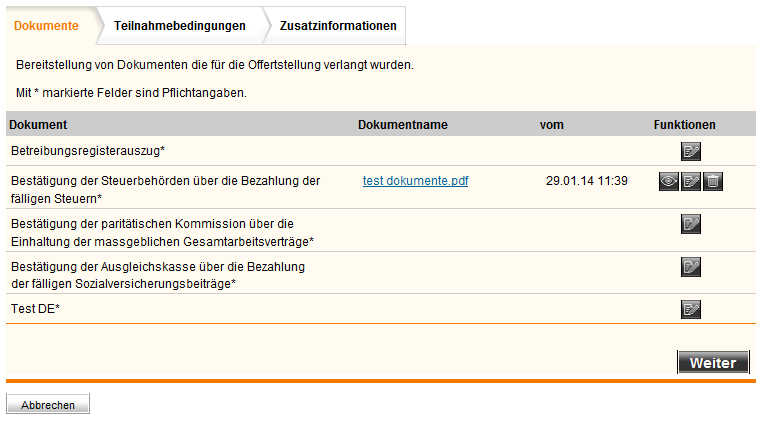 Dokumente Teilnahmebedingungen Zusatzinformationen
Bereitstellung von Dokumenten die für die Offertstellung verlangt wurden.
Mit * markierte Felder sind Pflichtangaben.
Dokument Dokumentname vom Funktionen
Betreibungsregisterauszug*
Bestätigung der Steuerbehörden über die Bezahlung der test dokumente.pdf 29.01.14 11:39
fälligen Steuern*
Bestätigung der paritätischen Kommission über die
Einhaltung der massgeblichen Gesamtarbeitsverträge*
Bestätigung der Ausgleichskasse über die Bezahlung
der fälligen Sozialversicherungsbeiträge*
Test DE*
Weiter
Abbrechen